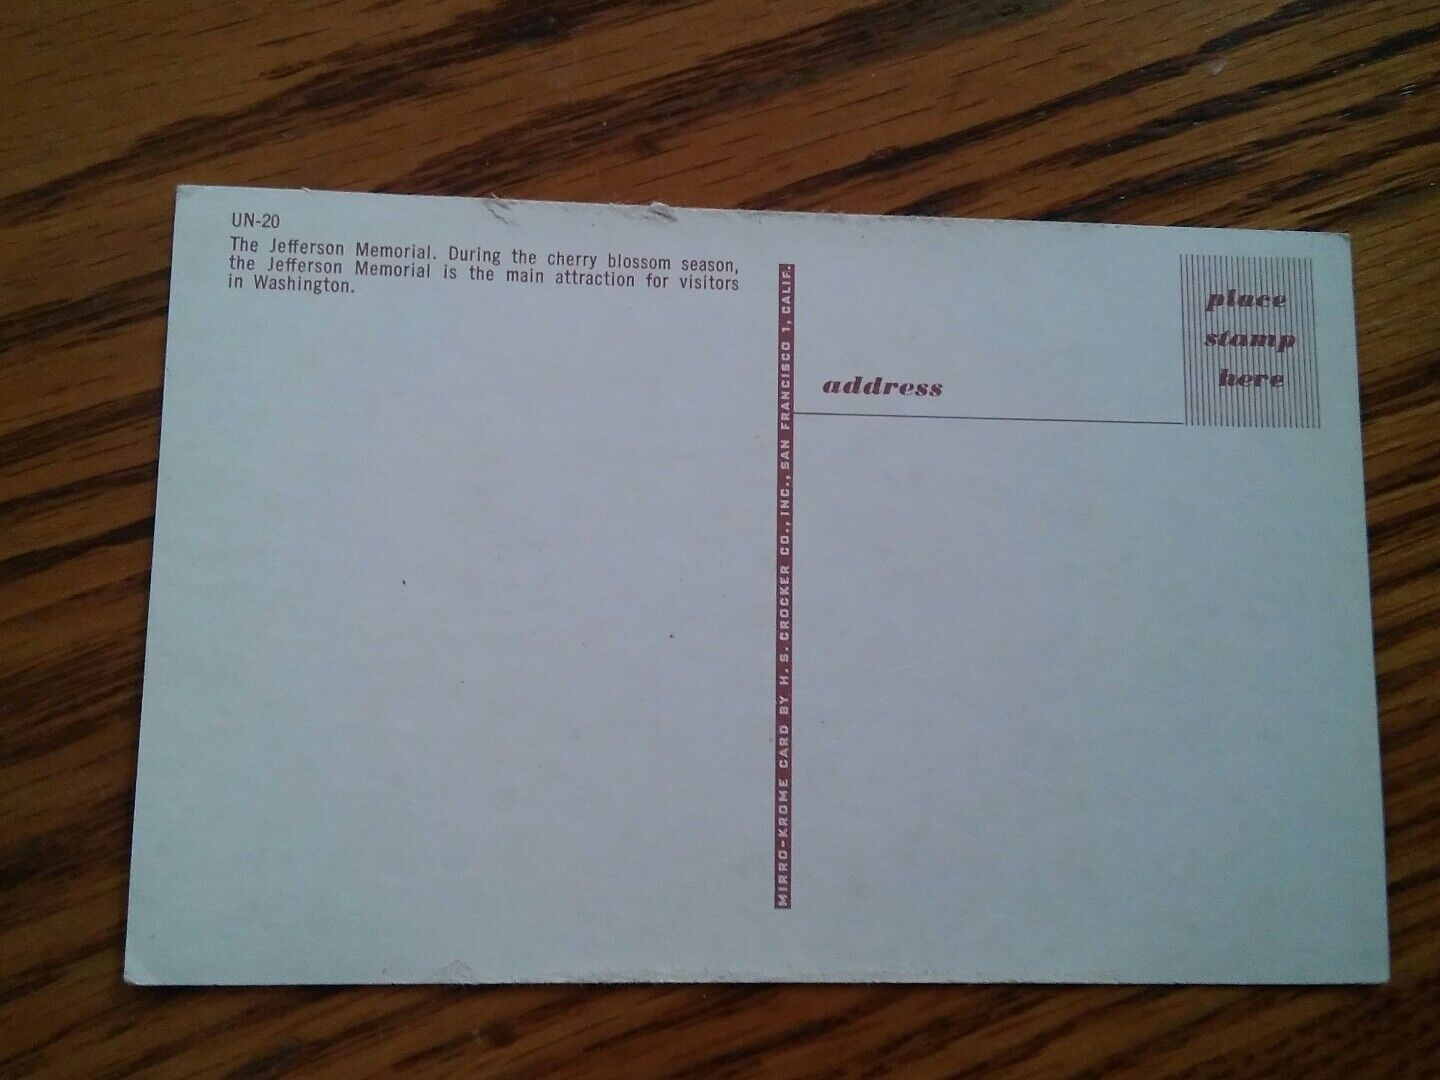 UN-20
The Jefferson Memorial. During the cherry blossom season,
the Jefferson Memorial is the main attraction for visitors
in Washington.
MIRRO-KROME CARD BY H. S. CROCKER CO., INC., SAN FRANCISCO 1, CALIF.
address
place
stamp
here